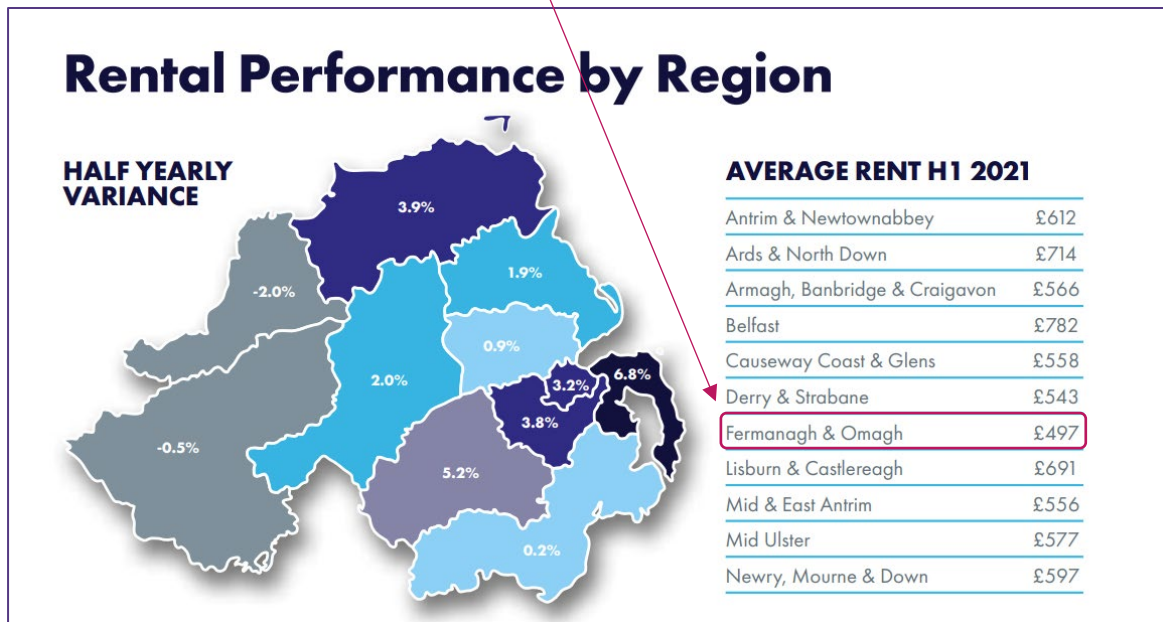 Rental Performance by Region
HALF YEARLY
VARIANCE
3.9%
-2.0%
1.9%
0.9%
2.0%
3.2%
6.8%
3.8%
-0.5%
5.2%
0.2%
AVERAGE RENT H1 2021
Antrim & Newtownabbey £612
Ards & North Down £714
Armagh, Banbridge & Craigavon £566
Belfast £782
Causeway Coast & Glens £558
Derry & Strabane £543
Fermanagh & Omagh £497
Lisburn & Castlereagh £691
Mid & East Antrim £556
Mid Ulster £577
Newry, Mourne & Down £597